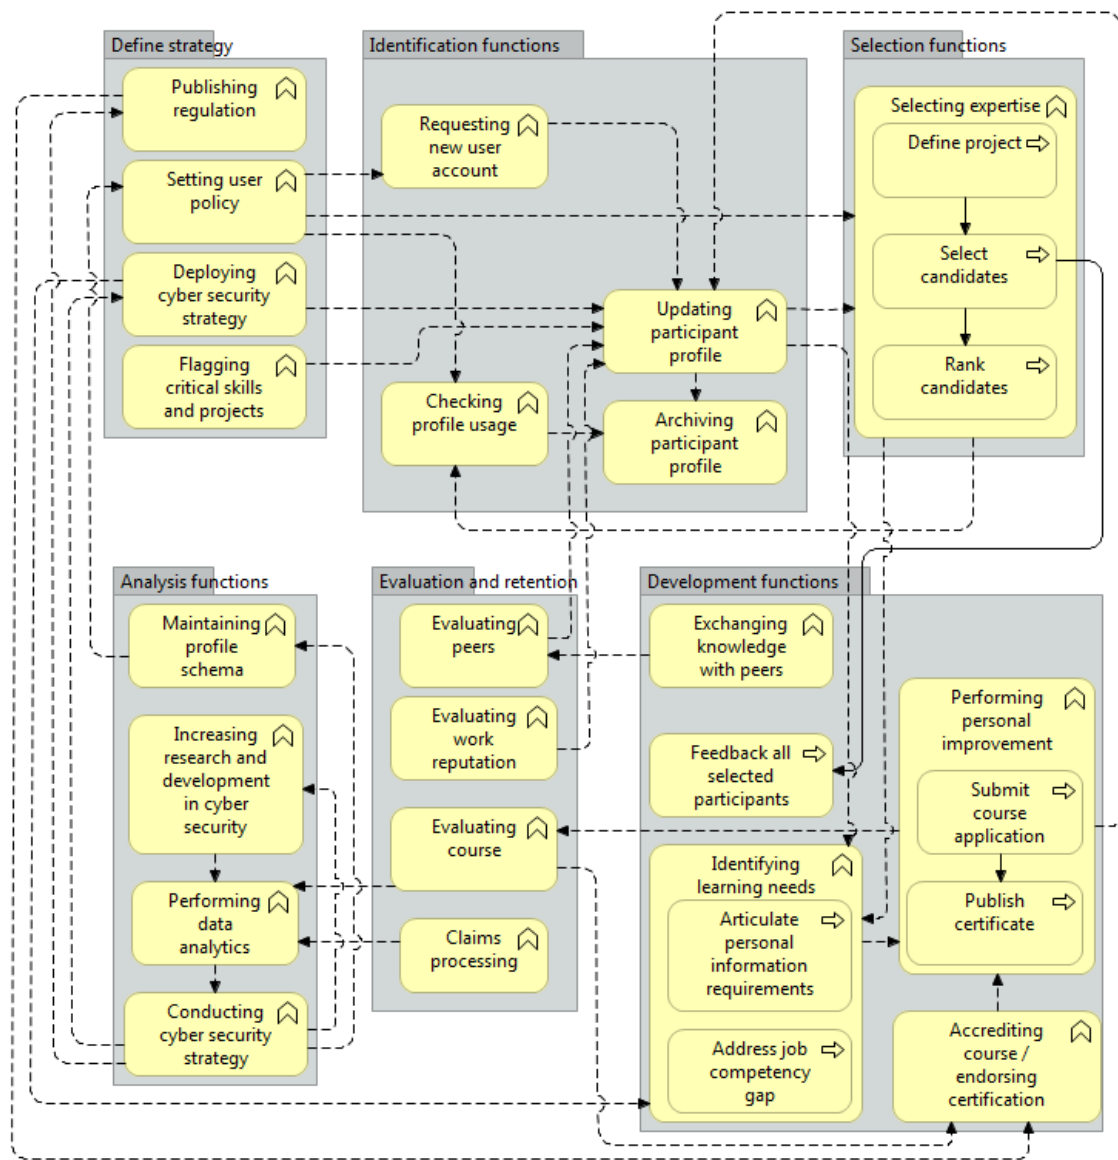 Define strategy
Publishing
regulation
Setting user
policy
Deploying
cyber security
strategy
Flagging
critical skills
and projects
Identification functions
Requesting
new user
account
Updating
participant
profile
Checking
profile usage
Archiving
participant
profile
Selection functions
Selecting expertise
Define project
Select
candidates
Rank
candidates
Analysis functions
Maintaining
profile
schema
Increasing
research and
development
in cyber
security
Performing
data
analytics
Conducting
cyber security
strategy
Evaluation and retention
Evaluating
peers
Evaluating
work
reputation
Evaluating
course
Claims
processing
Development functions
Exchanging
knowledge
with peers
Feedback all
selected
participants
Identifying
learning needs
Articulate
personal
information
requirements
Address job
competency
gap
Performing
personal
improvement
Submit
course
application
Publish
certificate
Accrediting
course /
endorsing
certification